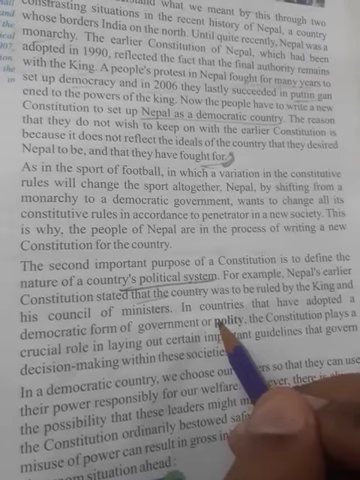 what we meant by this through two
contrasting situations in the recent history of Nepal, a country
whose borders India on the north. Until quite recently, Nepal was a
monarchy. The earlier Constitution of Nepal, which had been
adopted in 1990, reflected the fact that the final authority remains
with the King. A people's protest in Nepal fought for many years to
set up democracy and in 2006 they lastly succeeded in puttin gan
ened to the powers of the king. Now the people have to write a new
Constitution to set up Nepal as a democratic country. The reason
that they do not wish to keep on with the earlier Constitution is
because it does not reflect the ideals of the country that they desired
Nepal to be, and that they have fought for.
As in the sport of football, in which a variation in the constitutive
rules will change the sport altogether, Nepal, by shifting from a
monarchy to a democratic government, wants to change all its
constitutive rules in accordance to penetrator in a new society. This
is why, the people of Nepal are in the process of writing a new
Constitution for the country.
The second important purpose of a Constitution is to define the
nature of a country's political system. For example, Nepal's earlier
Constitution stated that the country was to be ruled by the King and
his council of ministers. In countries that have adopted a
democratic form of government or polity, the Constitution plays a
crucial role in laying out certain important guidelines that govern
decision-making within these societies.
In a democratic country, we choose our so that they can use
their power responsibly for our welfare. there is
the possibility that these leaders might
the Constitution ordinarily bestowed
misuse of power can result in gross
situation ahead: